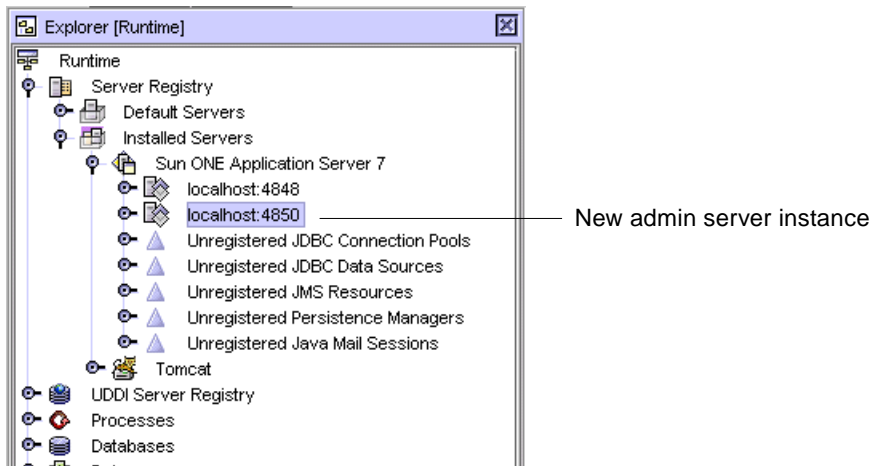 Explorer [Runtime]
Runtime
Server Registry
Default Servers
Installed Servers
Sun ONE Application Server 7
localhost:4848
localhost:4850
New admin server instance
Unregistered JDBC Connection Pools
Unregistered JDBC Data Sources
Unregistered JMS Resources
Unregistered Persistence Managers
Unregistered Java Mail Sessions
Tomcat
UDDI Server Registry
Processes
Databases